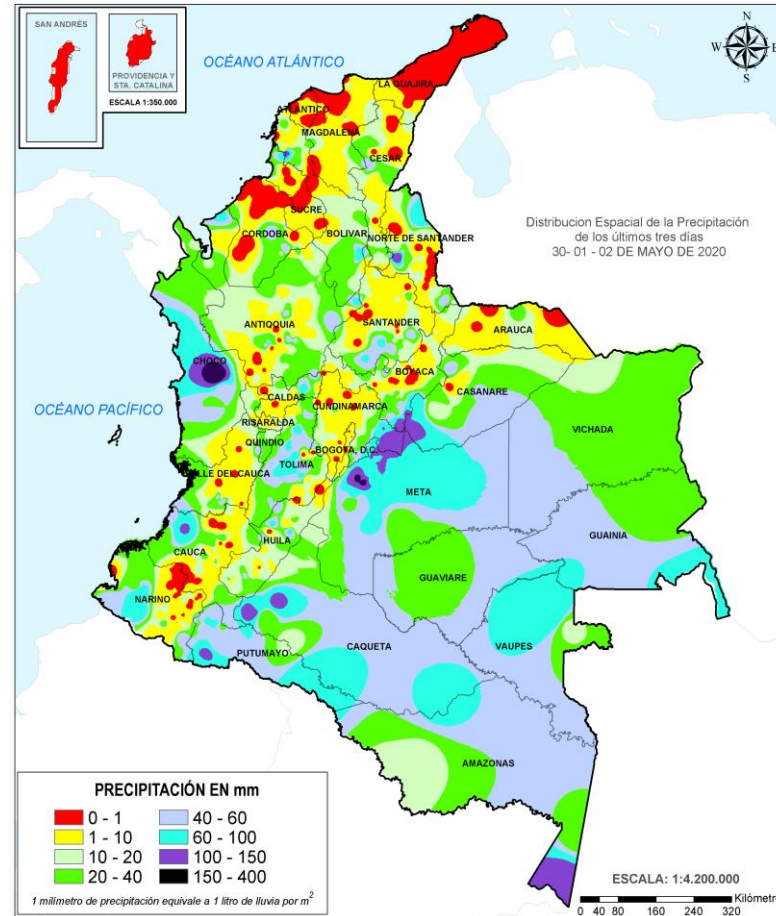 SAN ANDRÉS
PROVIDENCIA Y
STA. CATALINA
ESCALA 1:350.000
OCÉANO ATLÁNTICO
N
W
E
S
LA GUAJIRA
ATLANTICO
MAGDALENA
CESAR
SUCRE
CORDOBA
BOLIVAR
NORTE DE SANTANDER
Distribucion Espacial de la Precipitación
de los últimos tres días
30- 01 - 02 DE MAYO DE 2020
ANTIOQUIA
SANTANDER
ARAUCA
CHOCO
BOYACA
CASANARE
OCÉANO PACÍFICO
CALDAS
CUNDINAMARCA
RISARALDA
VICHADA
QUINDIO
BOGOTA, D.C.
TOLIMA
VALLE DEL CAUCA
META
GUAINIA
CAUCA
HUILA
GUAVIARE
NARINO
PUTUMAYO
CAQUETA
VAUPES
AMAZONAS
PRECIPITACIÓN EN mm
0 - 1
40 - 60
1 - 10
60 - 100
10 - 20
100 - 150
20 - 40
150 - 400
1 milímetro de precipitación equivale a 1 litro de lluvia por m²
ESCALA: 1:4.200.000
Kilómetr
0 40 80 160 240 320